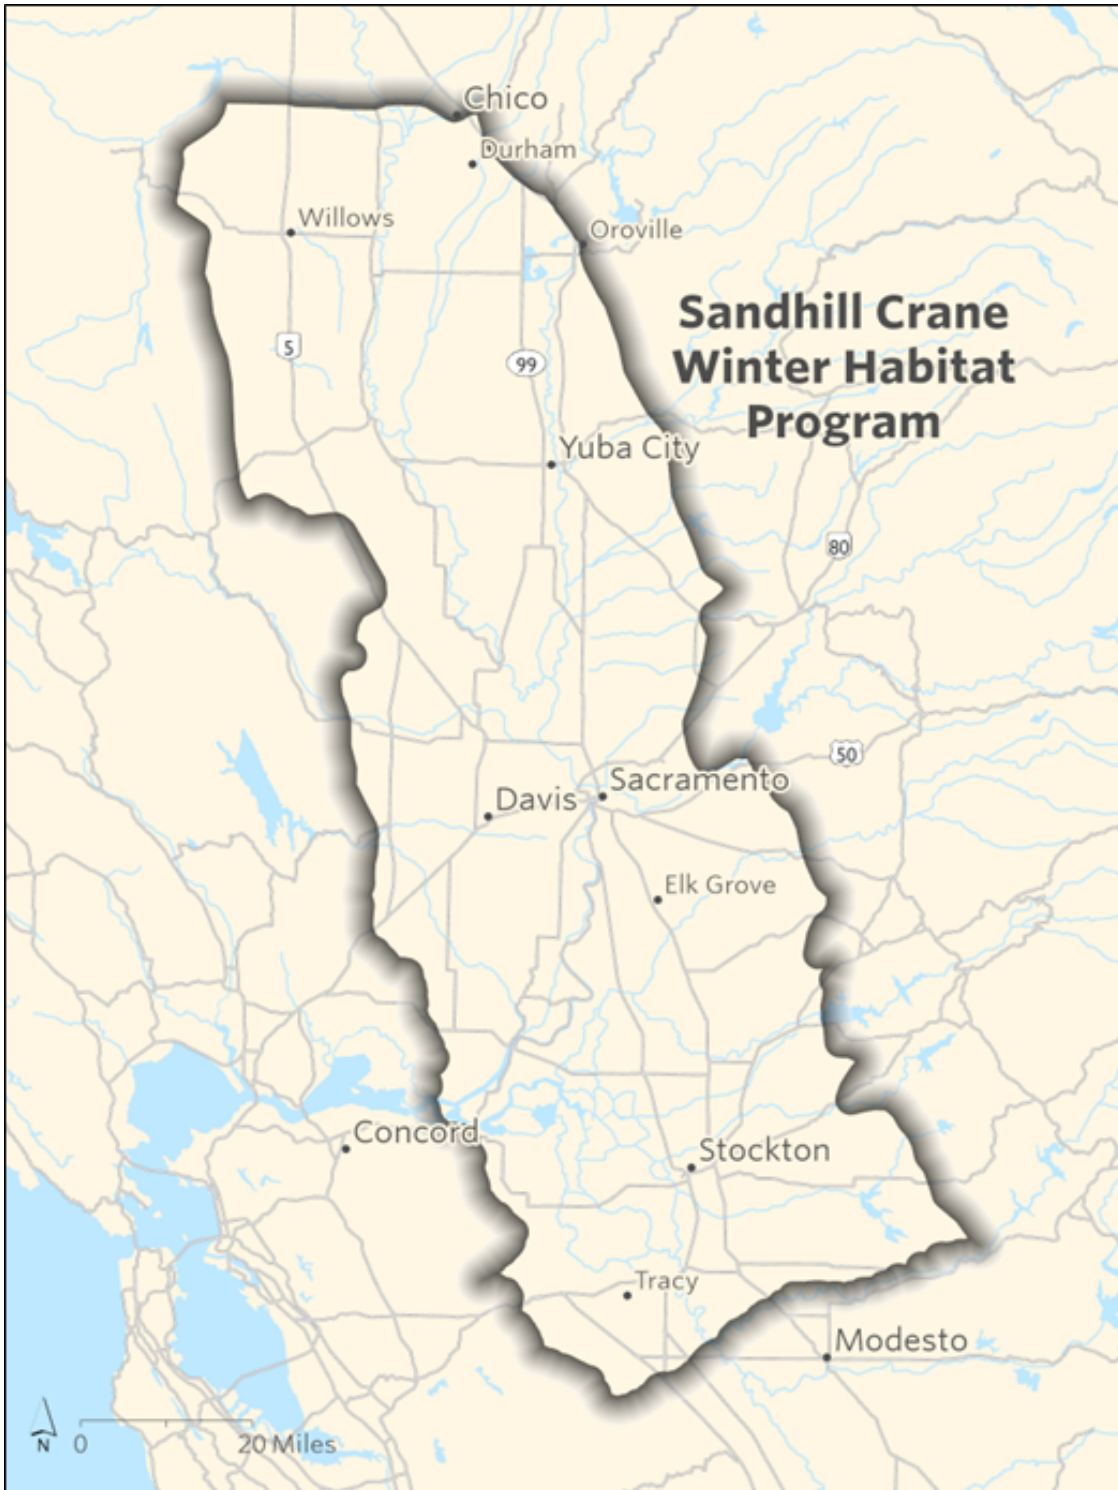 Chico
Durham
Willows
Oroville
Sandhill Crane
Winter Habitat
Program
5
99
Yuba City
80
50
Sacramento
Davis
Elk Grove
Concord
Stockton
Tracy
Modesto
N 0 20 Miles